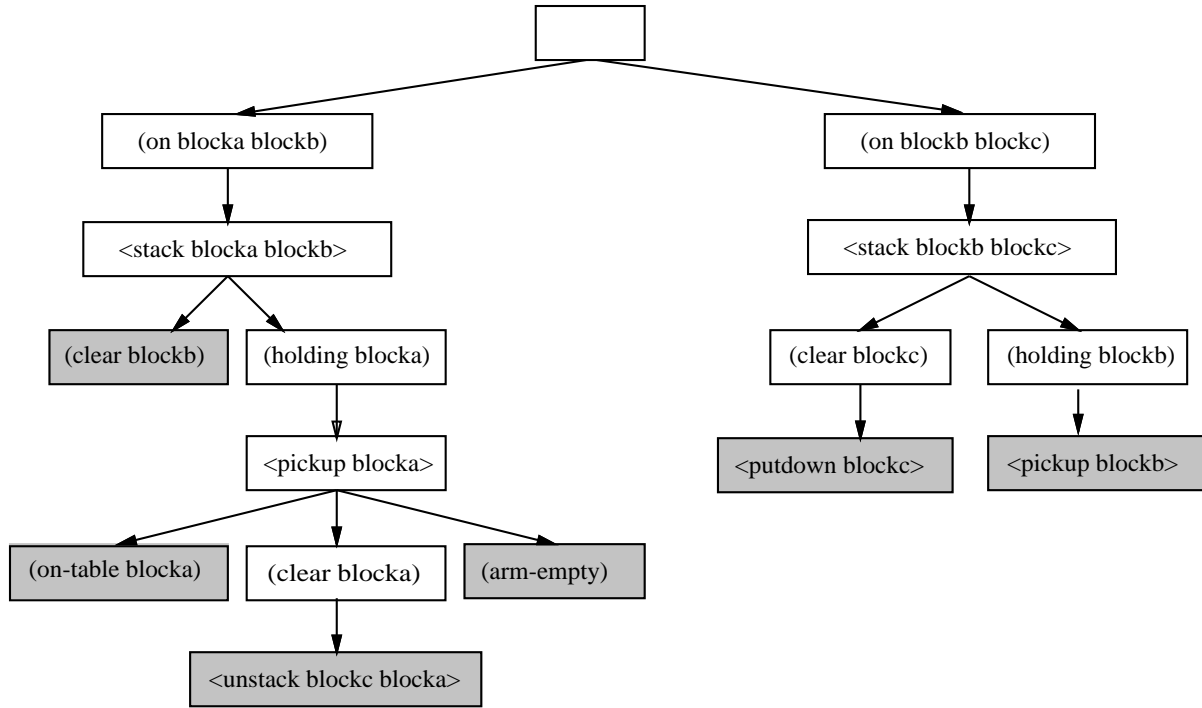 (on blocka blockb)
(on blockb blockc)
<stack blocka blockb>
<stack blockb blockc>
(clear blockb)
(holding blocka)
(clear blockc)
(holding blockb)
<pickup blocka>
<putdown blockc>
<pickup blockb>
(on-table blocka)
(clear blocka)
(arm-empty)
<unstack blockc blocka>